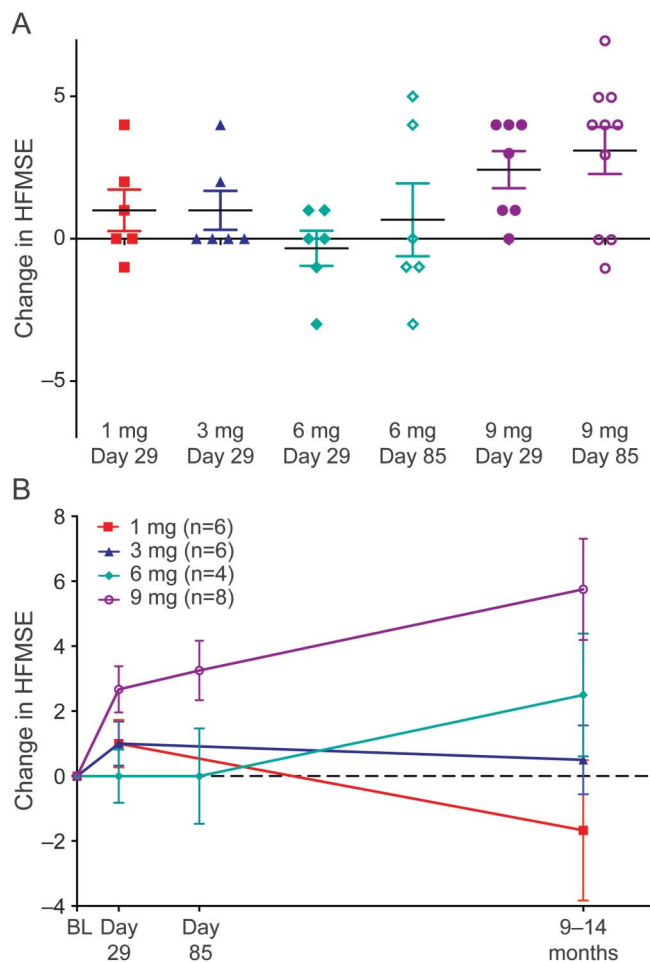 A
Change in HFMSE
5
0
–5
1 mg 3 mg 6 mg 6 mg 9 mg 9 mg
Day 29 Day 29 Day 29 Day 85 Day 29 Day 85
B
Change in HFMSE
8
6
4
2
0
–2
–4
1 mg (n=6)
3 mg (n=6)
6 mg (n=4)
9 mg (n=8)
BL Day Day 9–14
29 85 months